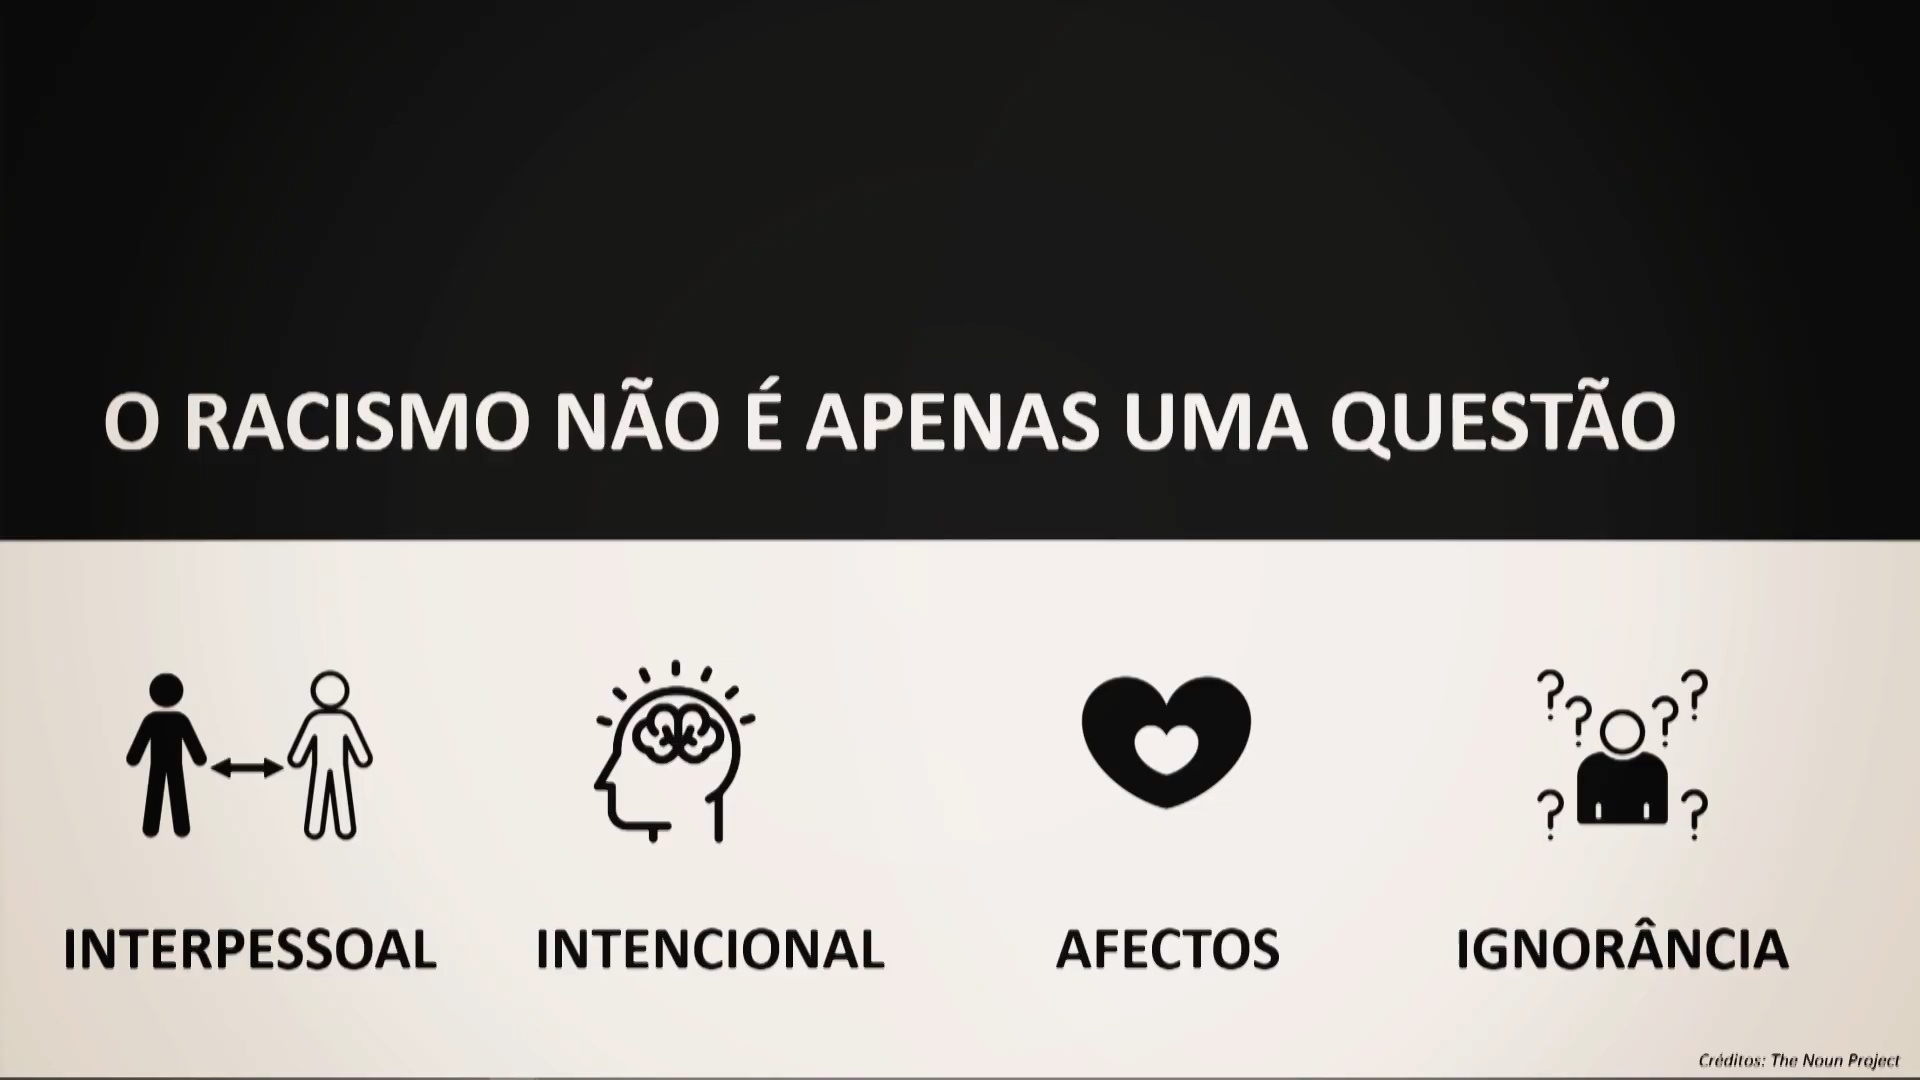 O RACISMO NÃO É APENAS UMA QUESTÃO
INTERPESSOAL
INTENCIONAL
AFECTOS
IGNORÂNCIA
Créditos: The Noun Project